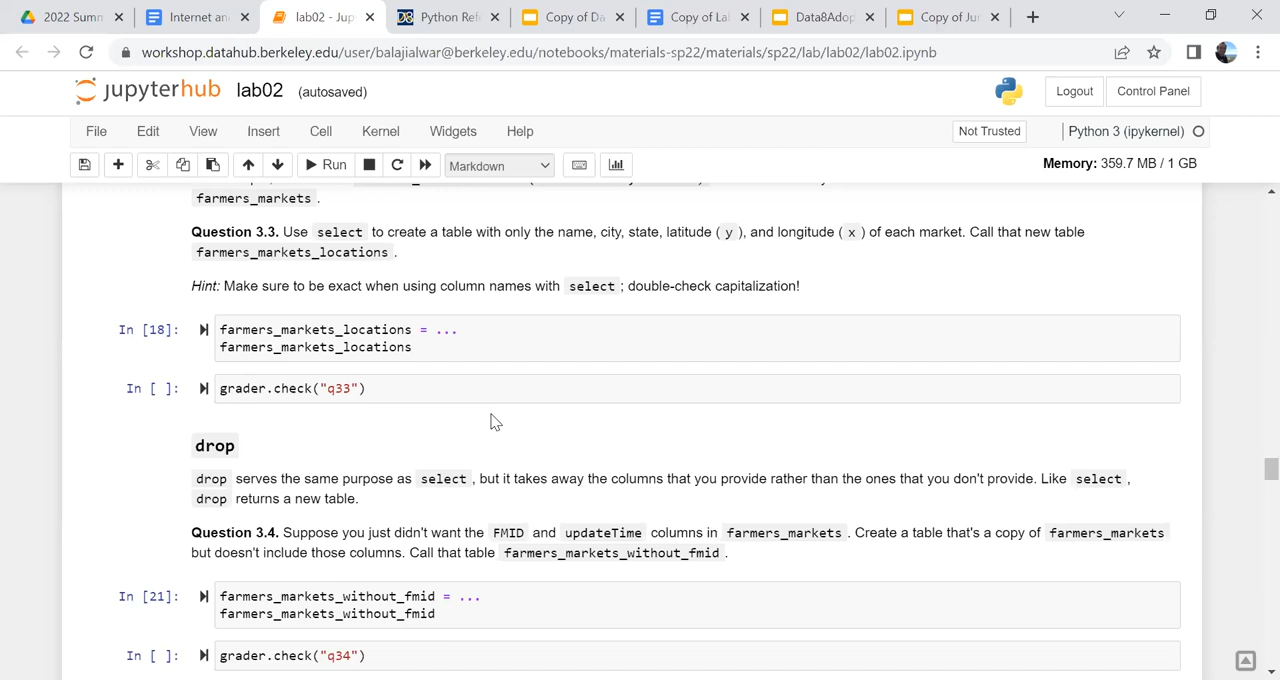 2022 Summ
Internet an
lab02 - Jup
Python Ref
Copy of Da
Copy of La
Data8Adop
Copy of Ju
workshop.datahub.berkeley.edu/user/balajialwar@berkeley.edu/notebooks/materials-sp22/materials/sp22/lab/lab02/lab02.ipynb
jupyterhub lab02 (autosaved) Logout Control Panel
File Edit View Insert Cell Kernel Widgets Help Not Trusted Python 3 (ipykernel)
Run Markdown Memory: 359.7 MB / 1 GB
farmers_markets .
Question 3.3. Use select to create a table with only the name, city, state, latitude ( y ), and longitude ( x ) of each market. Call that new table
farmers_markets_locations .
Hint: Make sure to be exact when using column names with select ; double-check capitalization!
In [18]: farmers_markets_locations = ...
farmers_markets_locations
In [ ]: grader.check("q33")
drop
drop serves the same purpose as select , but it takes away the columns that you provide rather than the ones that you don't provide. Like select ,
drop returns a new table.
Question 3.4. Suppose you just didn't want the FMID and updateTime columns in farmers_markets . Create a table that's a copy of farmers_markets
but doesn't include those columns. Call that table farmers_markets_without_fmid .
In [21]: farmers_markets_without_fmid = ...
farmers_markets_without_fmid
In [ ]: grader.check("q34")